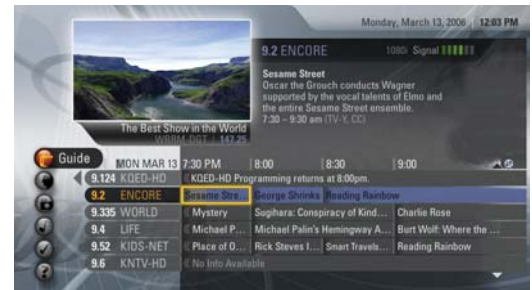 Monday, March 13, 2006 12:03 PM
9.2 ENCORE 1080i Signal
Sesame Street
Oscar the Grouch conducts Wagner
supported by the vocal talents of Elmo and
the entire Sesame Street ensemble.
7:30 – 9:30 am (TV-Y, CC)
The Best Show in the World
WRRM-DGT | 147.25
Guide MON MAR 13 7:30 PM 8:00 8:30 9:00
9.124 KQED-HD KQED-HD Programming returns at 8:00pm.
9.2 ENCORE Sesame Stre... George Shrinks Reading Rainbow
9.335 WORLD Mystery Sugihara: Conspiracy of Kind... Charlie Rose
9.4 LIFE Michael P... Michael Palin's Hemingway A... Burt Wolf: Where the ...
9.52 KIDS-NET Place of O... Rick Steves I... Smart Travels... Reading Rainbow
9.6 KNTV-HD No Info Available
?